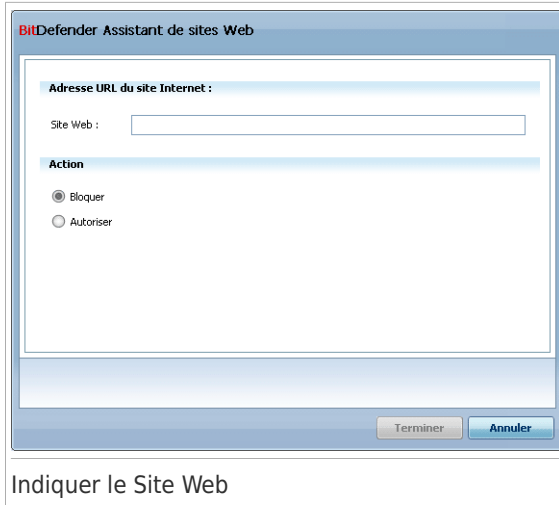 BitDefender Assistant de sites Web
Adresse URL du site Internet :
Site Web :
Action
Bloquer
Autoriser
Terminer
Annuler
Indiquer le Site Web